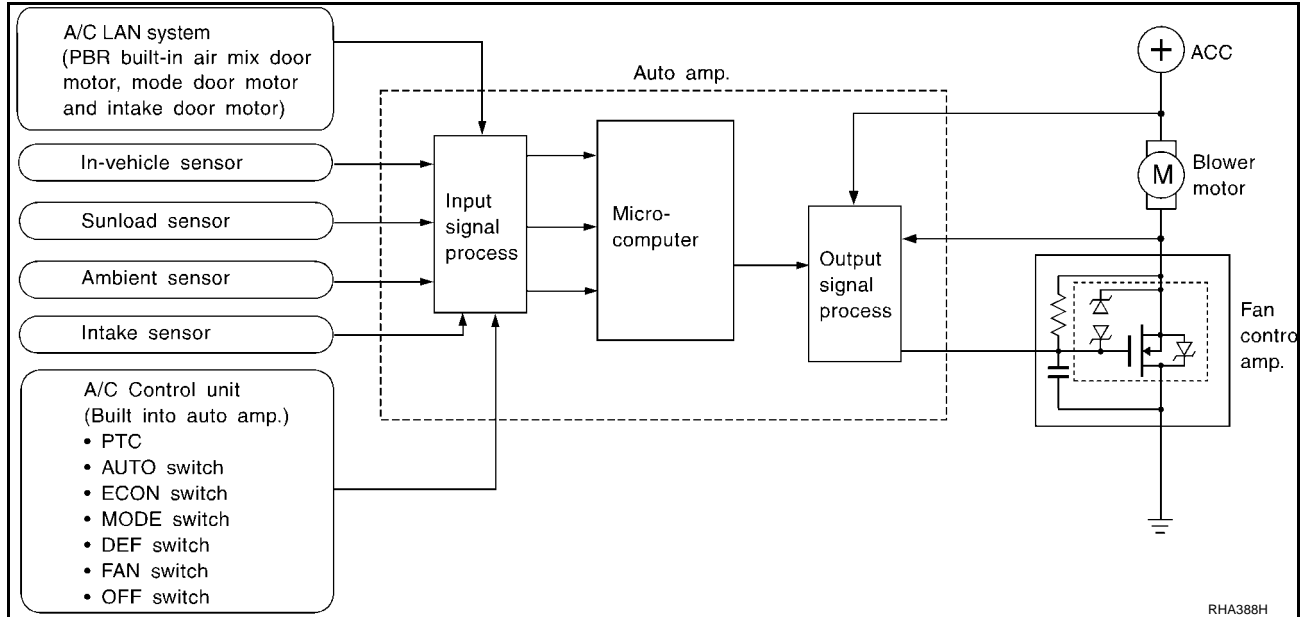 A/C LAN system
(PBR built-in air mix door
motor, mode door motor
and intake door motor)
In-vehicle sensor
Sunload sensor
Ambient sensor
Intake sensor
A/C Control unit
(Built into auto amp.)
• PTC
• AUTO switch
• ECON switch
• MODE switch
• DEF switch
• FAN switch
• OFF switch
Auto amp.
Input
signal
process
Micro-
computer
Output
signal
process
+
ACC
M
Blower
motor
Fan
contro
amp.
RHA388H